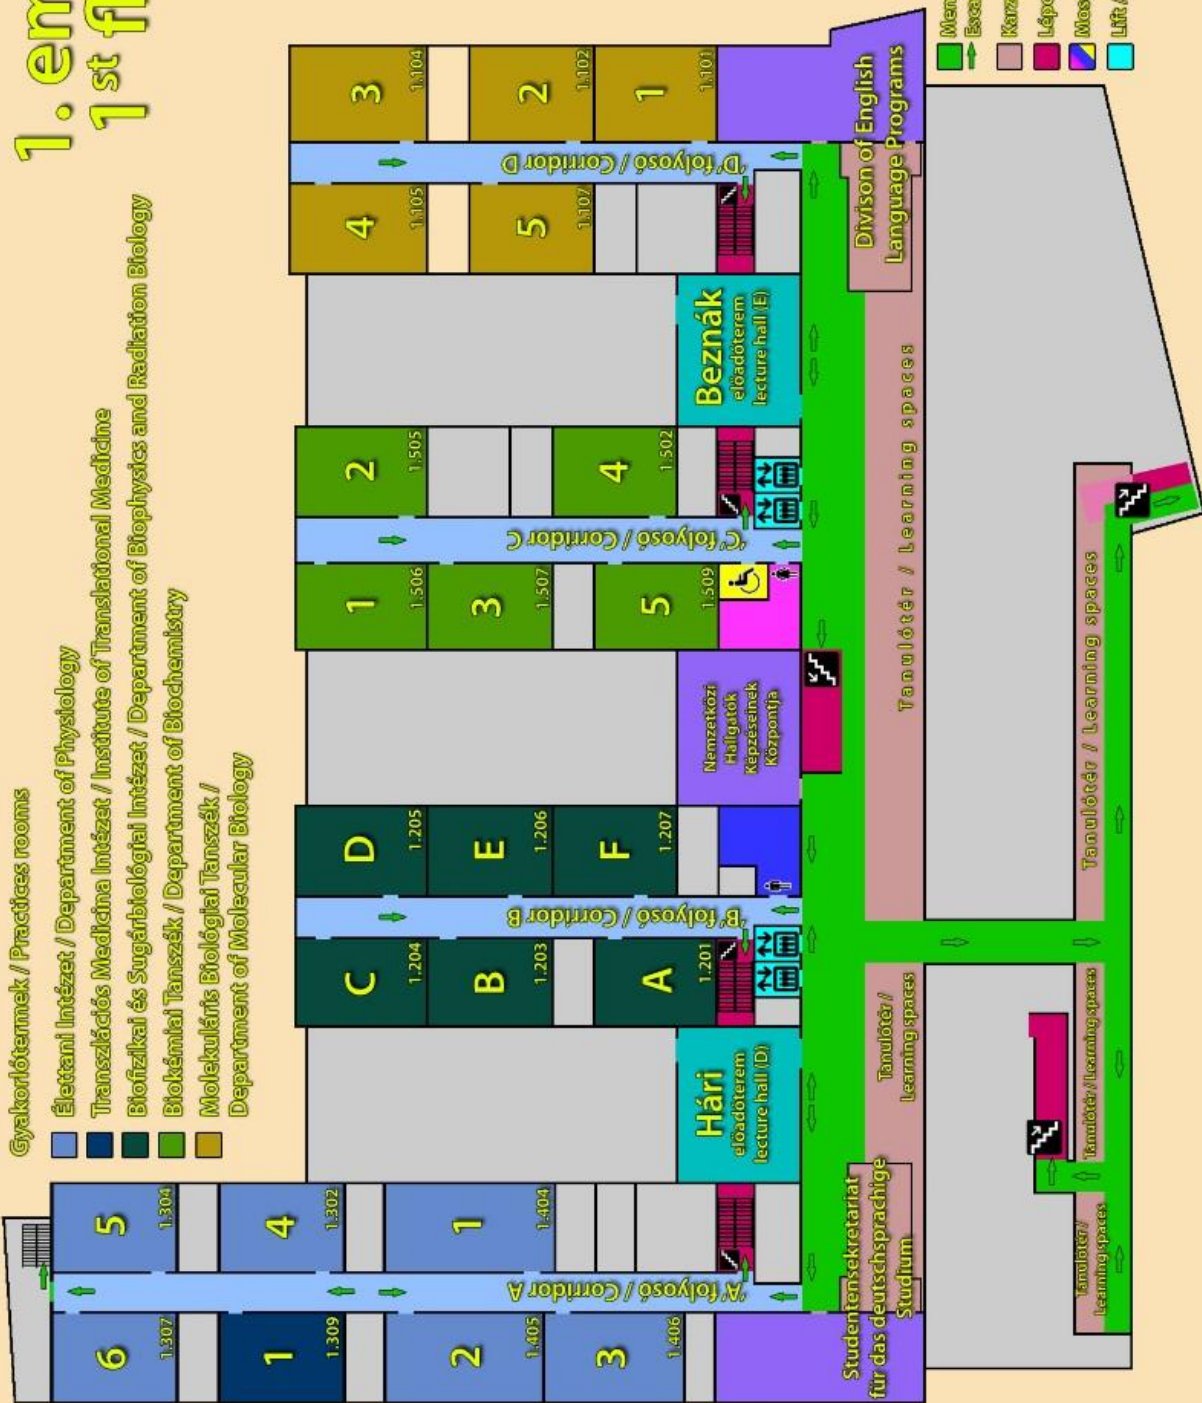 1. em
1st fl
Gyakorlótermek / Practices rooms
Élettani Intézet / Department of Physiology
Transzlációs Medicina Intézet / Institute of Translational Medicine
Biofizikai és Sugárbiológiai Intézet / Department of Biophysics and Radiation Biology
Biokémiai Tanszék / Department of Biochemistry
Molekuláris Biológiai Tanszék /
Department of Molecular Biology
6
1.307
1
1.309
2
1.405
3
1.406
'A' folyosó / Corridor A
5
1.304
4
1.302
1
1.404
Studentensekretariat
für das deutschsprachige
Studium
Hári
előadóterem
lecture hall (D)
C
1.204
B
1.203
A
1.201
'B' folyosó / Corridor B
D
1.205
E
1.206
F
1.207
Nemzetközi
Hallgatók
Képzéseinek
Központja
1
1.506
3
1.507
5
1.509
'C' folyosó / Corridor C
2
1.505
4
1.502
Beznák
előadóterem
lecture hall (E)
4
1.105
5
1.107
'D' folyosó / Corridor D
3
1.104
2
1.102
1
1.101
Divison of English
Language Programs
Tanulótér /
Learning spaces
Tanulótér / Learning spaces
Tanulótér /
Learning spaces
Tanulótér / Learning spaces
Tanulótér / Learning spaces
Men
Esca
Karz
Lépc
Mos
Lift /